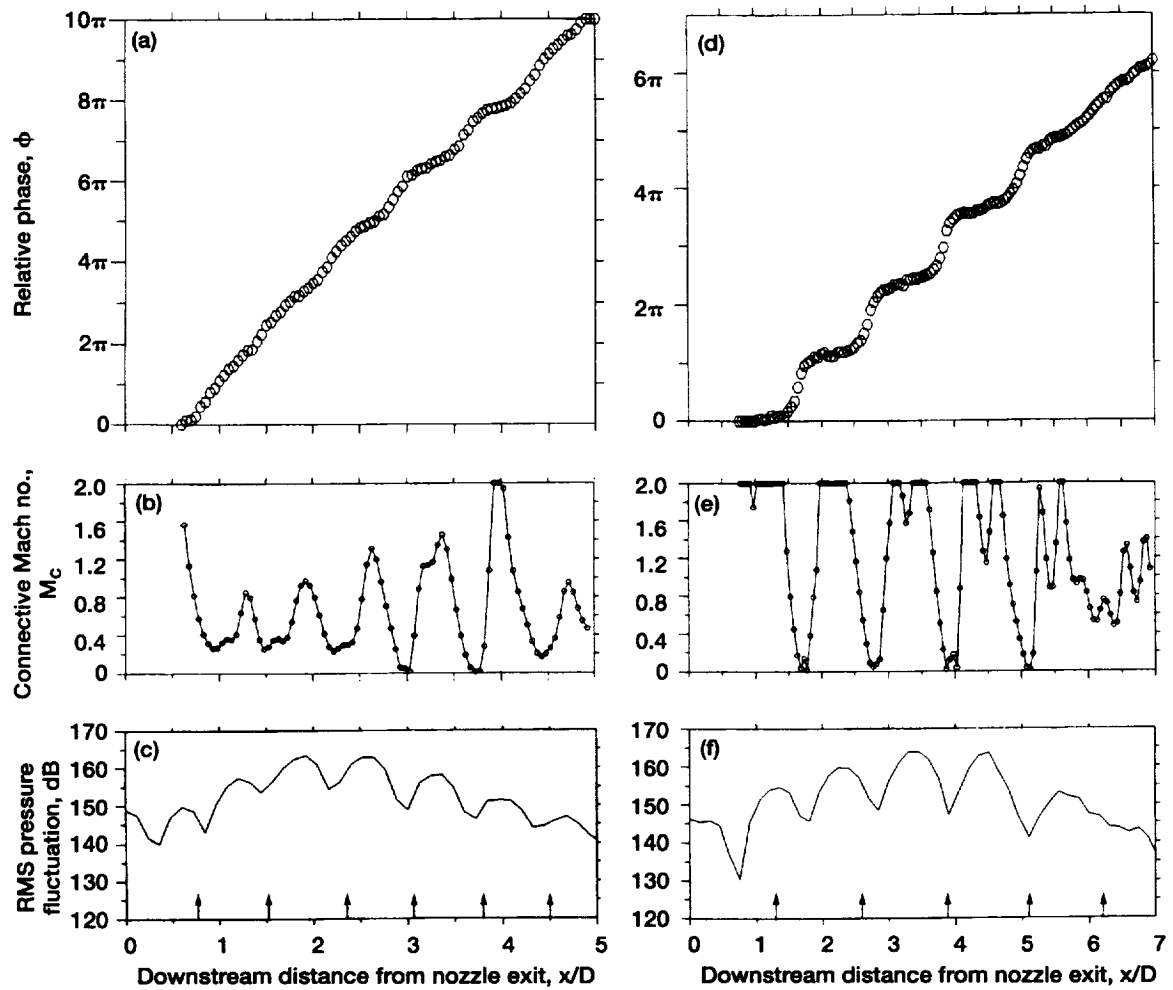 (a)
10π
8π
6π
4π
2π
0
Relative phase, ϕ
(d)
6π
4π
2π
0
(b)
2.0
1.6
1.2
0.8
0.4
0
Connective Mach no.,
M_c
(e)
2.0
1.6
1.2
0.8
0.4
0
(c)
170
160
150
140
130
120
RMS pressure
fluctuation, dB
0 1 2 3 4 5
Downstream distance from nozzle exit, x/D
(f)
170
160
150
140
130
120
0 1 2 3 4 5 6 7
Downstream distance from nozzle exit, x/D